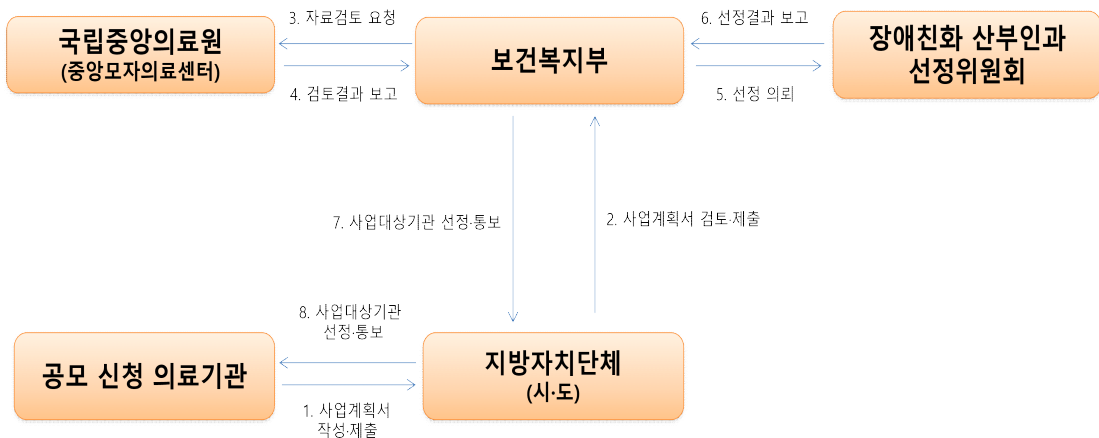 국립중앙의료원
(중앙모자의료센터)
3. 자료검토 요청
4. 검토결과 보고
보건복지부
6. 선정결과 보고
5. 선정 의뢰
장애친화 산부인과
선정위원회
7. 사업대상기관 선정·통보
2. 사업계획서 검토·제출
공모 신청 의료기관
8. 사업대상기관
선정·통보
1. 사업계획서
작성·제출
지방자치단체
(시·도)